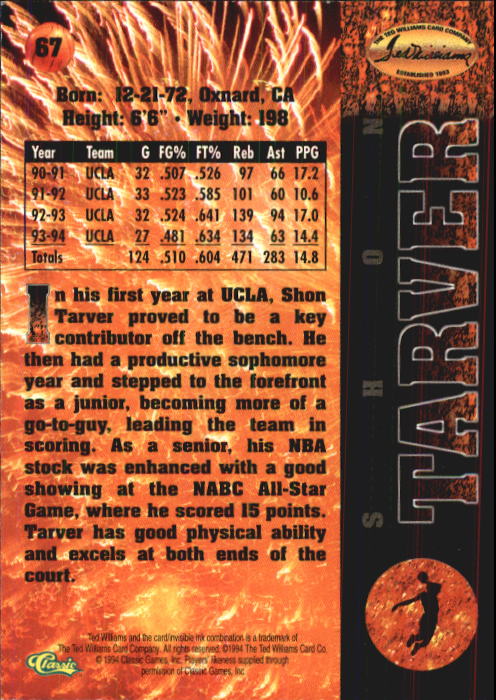 67
THE TED WILLIAMS CARD COMPANY
Ted Williams
ESTABLISHED 1993
Born: 12-21-72, Oxnard, CA
Height: 6'6" • Weight: 198
Year Team G FG% FT% Reb Ast PPG
90-91 UCLA 32 .507 .526 97 66 17.2
91-92 UCLA 33 .523 .585 101 60 10.6
92-93 UCLA 32 .524 .641 139 94 17.0
93-94 UCLA 27 .481 .634 134 63 14.4
Totals 124 .510 .604 471 283 14.8
In his first year at UCLA, Shon
Tarver proved to be a key
contributor off the bench. He
then had a productive sophomore
year and stepped to the forefront
as a junior, becoming more of a
go-to-guy, leading the team in
scoring. As a senior, his NBA
stock was enhanced with a good
showing at the NABC All-Star
Game, where he scored 15 points.
Tarver has good physical ability
and excels at both ends of the
court.
SHON
TARVER
Classic
Ted Williams and the card/invisible ink combination is a trademark of
The Ted Williams Card Company. All rights reserved. ©1994 The Ted Williams Card Co.
© 1994 Classic Games, Inc. Players' likeness supplied through
permission of Classic Games, Inc.